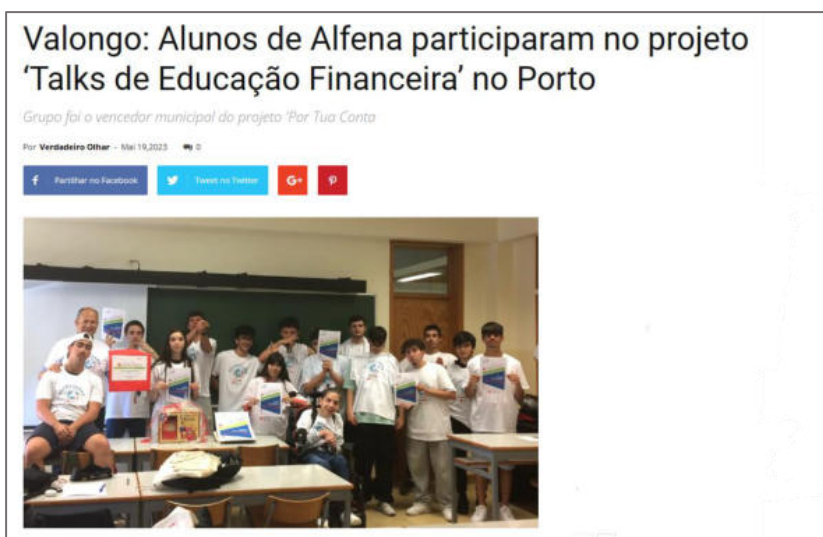 Valongo: Alunos de Alfena participaram no projeto
‘Talks de Educação Financeira’ no Porto
Grupo foi o vencedor municipal do projeto 'Por Tua Conta
Por Verdadeiro Olhar - Mai 19,2023 0
Partilhar no Facebook Tweet no Twitter G+